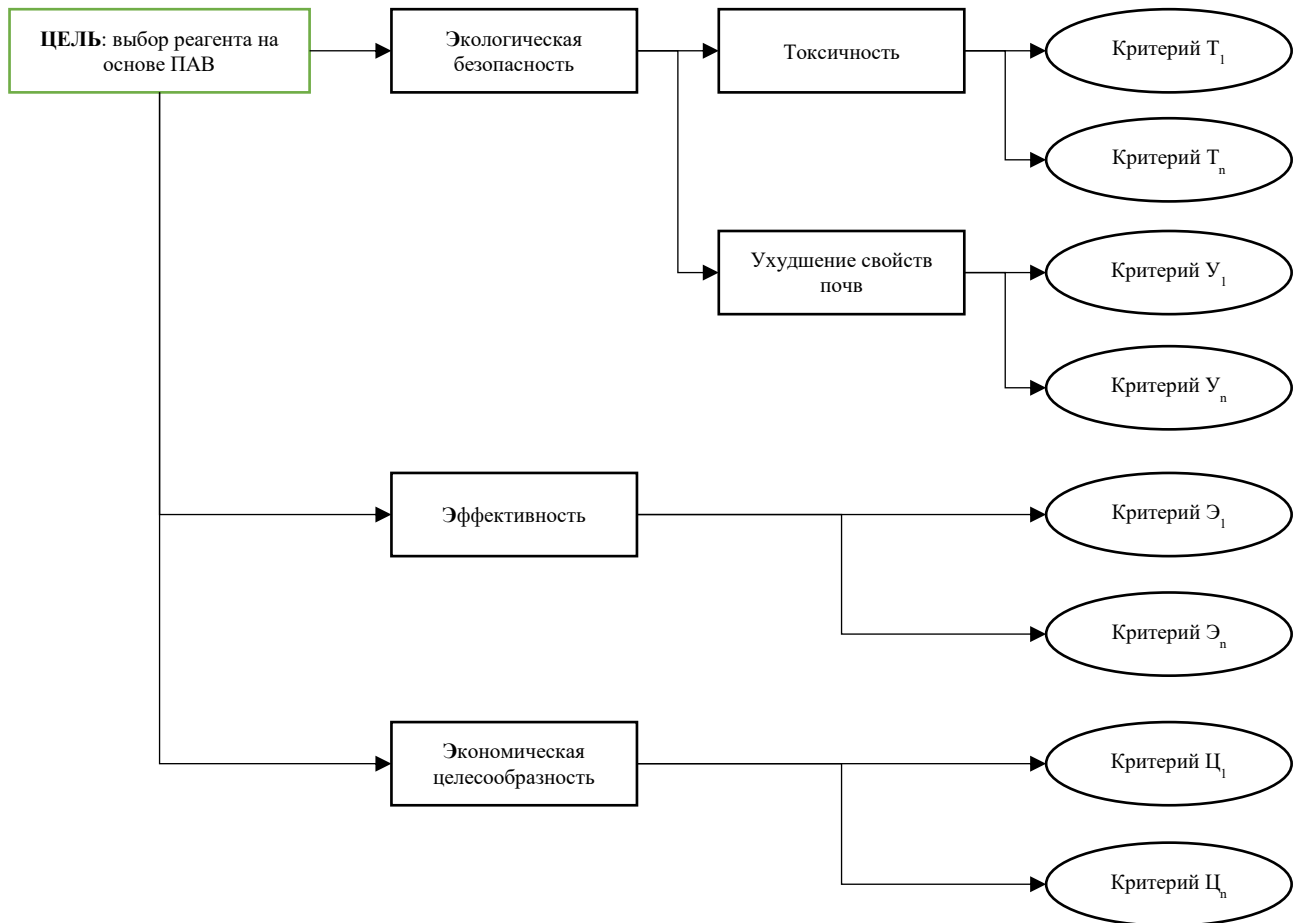 ЦЕЛЬ: выбор реагента на
основе ПАВ
Экологическая
безопасность
Токсичность
Критерий Т₁
Критерий Тₙ
Ухудшение свойств
почв
Критерий У₁
Критерий Уₙ
Эффективность
Критерий Э₁
Критерий Эₙ
Экономическая
целесообразность
Критерий Ц₁
Критерий Цₙ